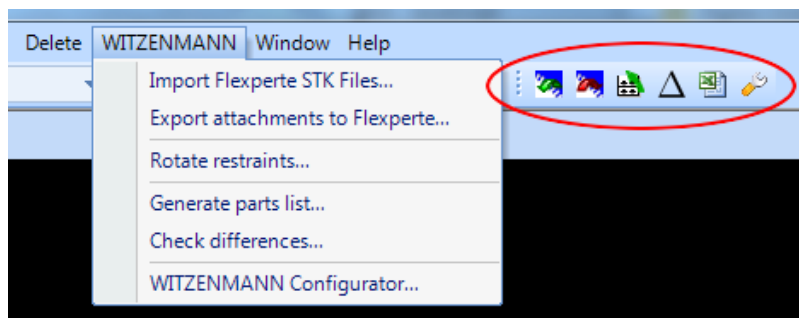 Delete WITZENMANN Window Help
Import Flexperte STK Files...
Export attachments to Flexperte...
Rotate restraints...
Generate parts list...
Check differences...
WITZENMANN Configurator...